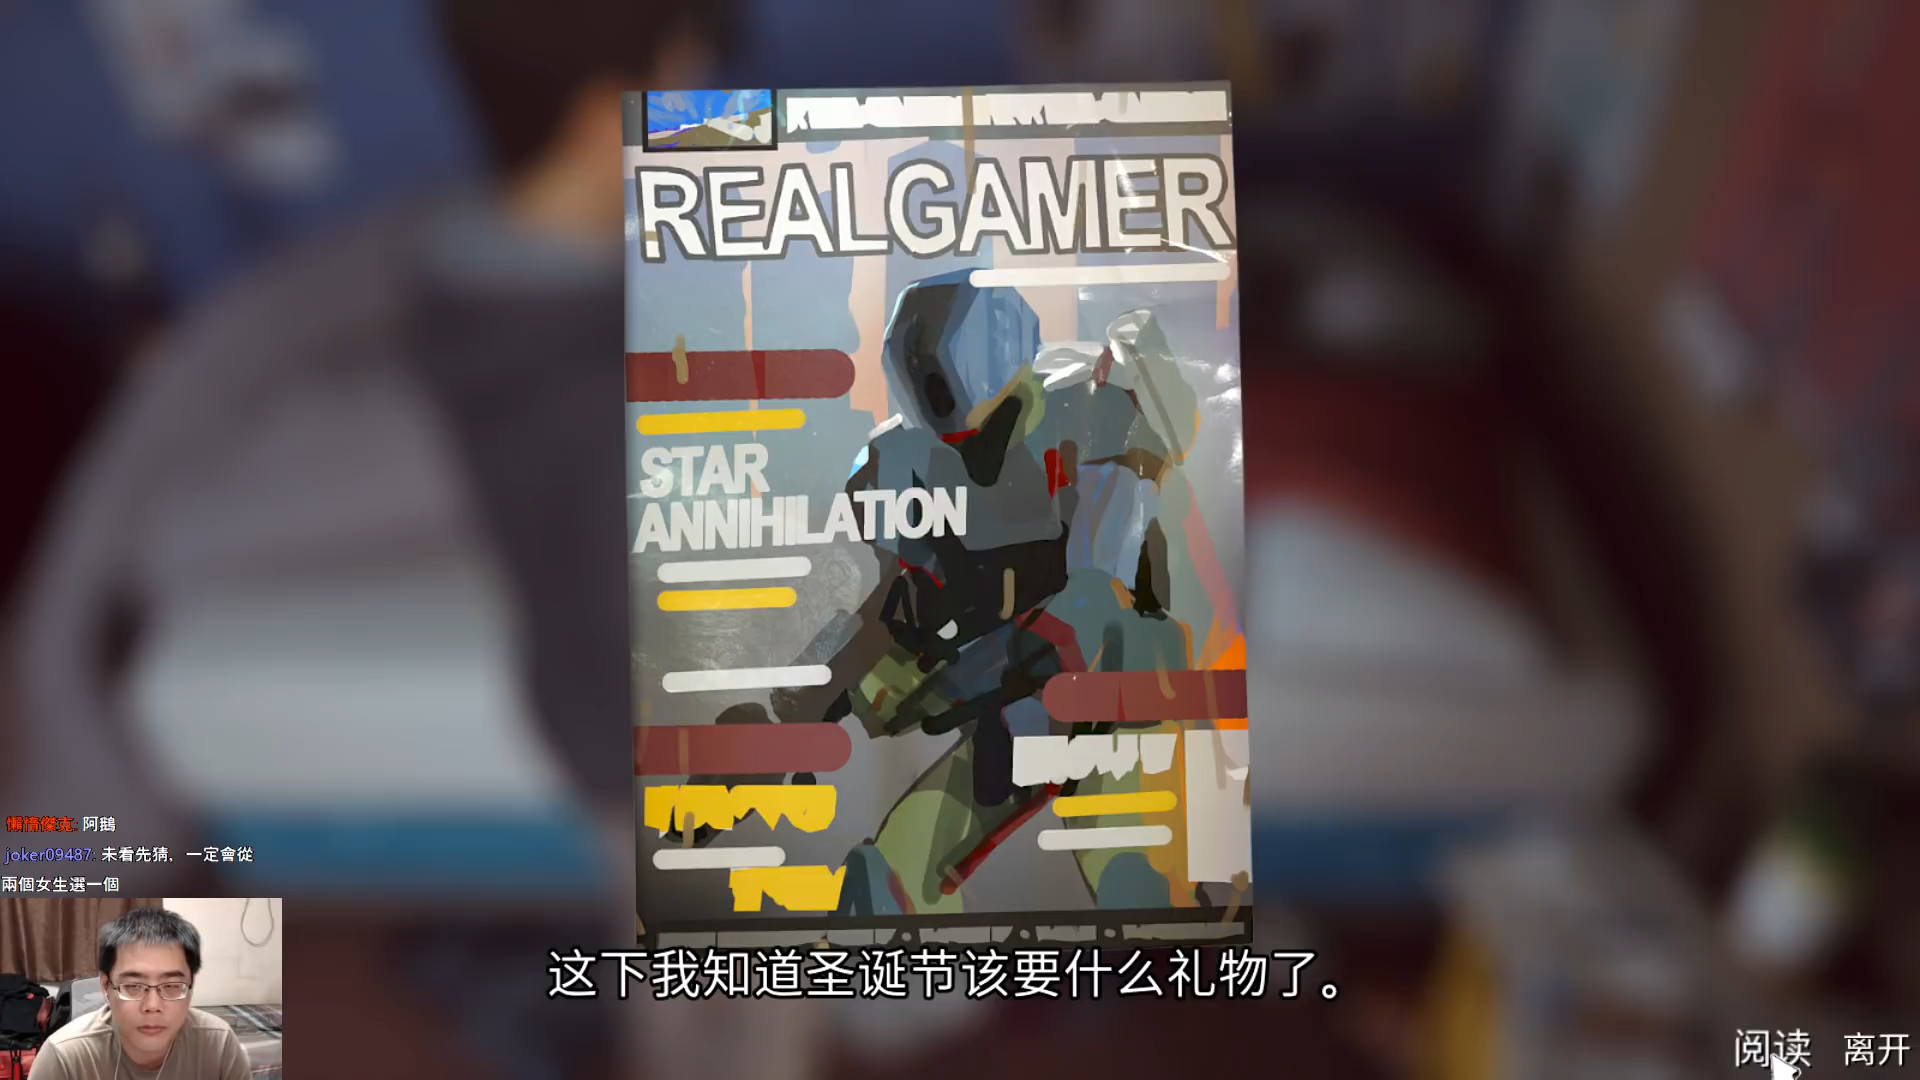 REALGAMER
STAR
ANNIHILATION
懶惰傑克: 阿鵝
joker09487: 未看先猜，一定會從
兩個女生選一個
这下我知道圣诞节该要什么礼物了。
阅读 离开